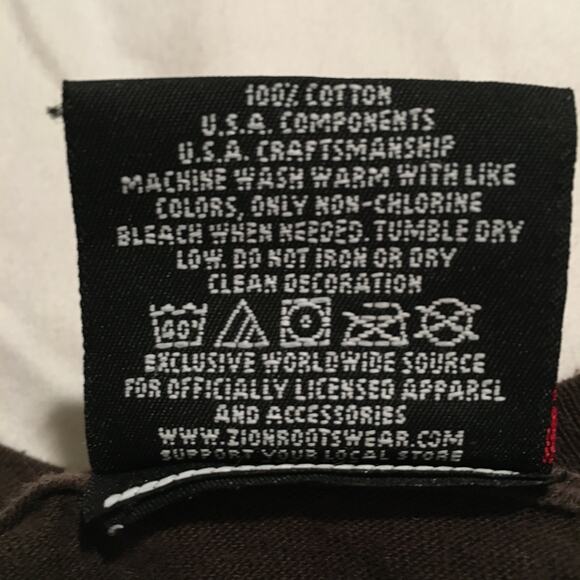 100% COTTON
U.S.A. COMPONENTS
U.S.A. CRAFTSMANSHIP
MACHINE WASH WARM WITH LIKE
COLORS, ONLY NON-CHLORINE
BLEACH WHEN NEEDED. TUMBLE DRY
LOW. DO NOT IRON OR DRY
CLEAN DECORATION
40°
EXCLUSIVE WORLDWIDE SOURCE
FOR OFFICIALLY LICENSED APPAREL
AND ACCESSORIES
WWW.ZIONROOTSWEAR.COM
SUPPORT YOUR LOCAL STORE